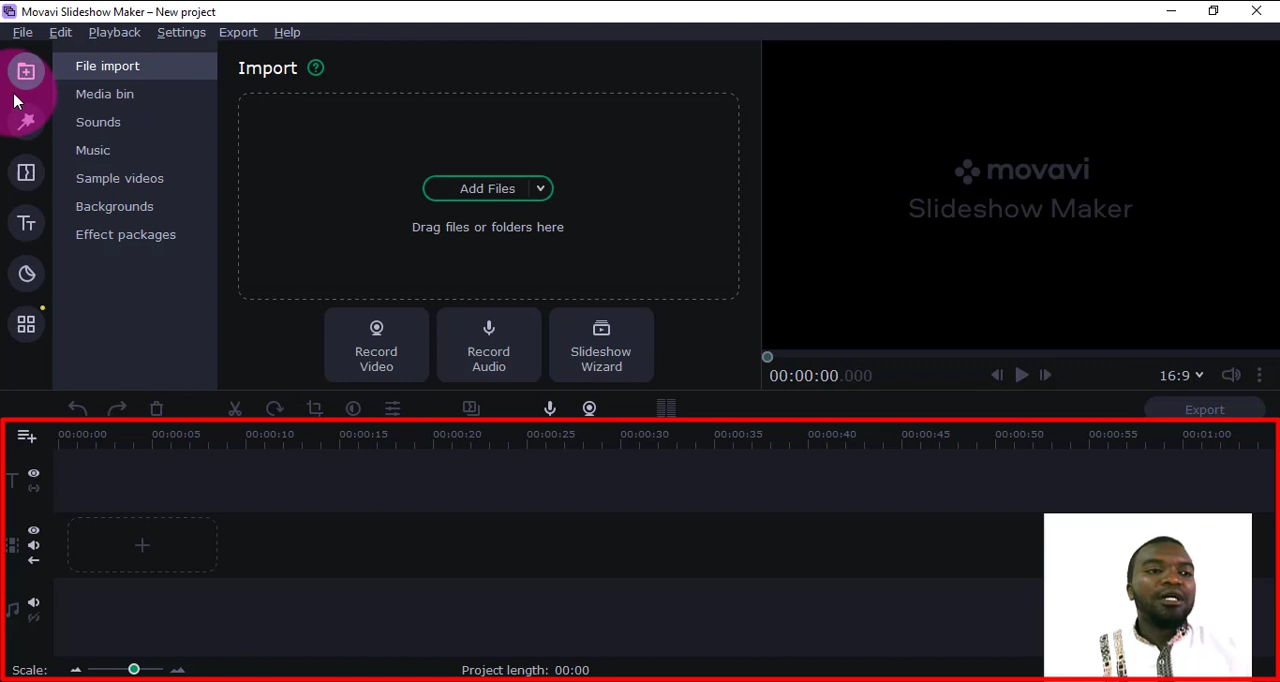 Movavi Slideshow Maker – New project
File Edit Playback Settings Export Help
File import
Media bin
Sounds
Music
Sample videos
Backgrounds
Effect packages
Import ?
Add Files
Drag files or folders here
Record Video
Record Audio
Slideshow Wizard
movavi
Slideshow Maker
00:00:00.000
16:9
Export
00:00:00 00:00:05 00:00:10 00:00:15 00:00:20 00:00:25 00:00:30 00:00:35 00:00:40 00:00:45 00:00:50 00:00:55 00:01:00
Scale:
Project length: 00:00